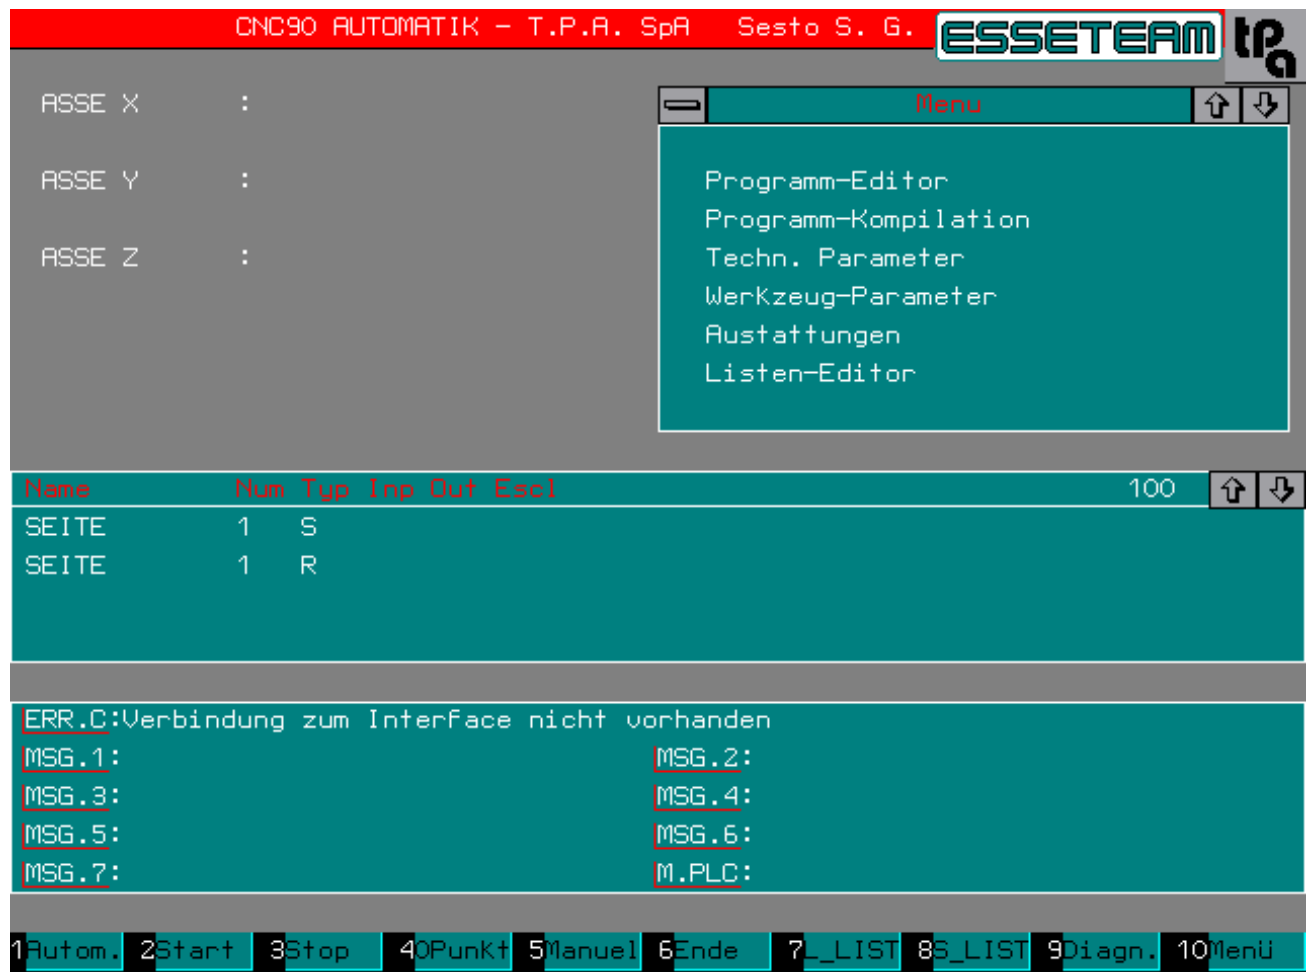 CNC90 AUTOMATIK - T.P.A. SpA Sesto S. G. ESSETEAM tpa
ASSE X :
ASSE Y :
ASSE Z :
Menu
Programm-Editor
Programm-Kompilation
Techn. Parameter
Werkzeug-Parameter
Austattungen
Listen-Editor
Name Num Typ Inp Out Escl 100
SEITE 1 S
SEITE 1 R
ERR.C:Verbindung zum Interface nicht vorhanden
MSG.1: MSG.2:
MSG.3: MSG.4:
MSG.5: MSG.6:
MSG.7: M.PLC:
1Autom. 2Start 3Stop 40Punkt 5Manuel 6Ende 7L_LIST 8S_LIST 9Diagn. 10Menü